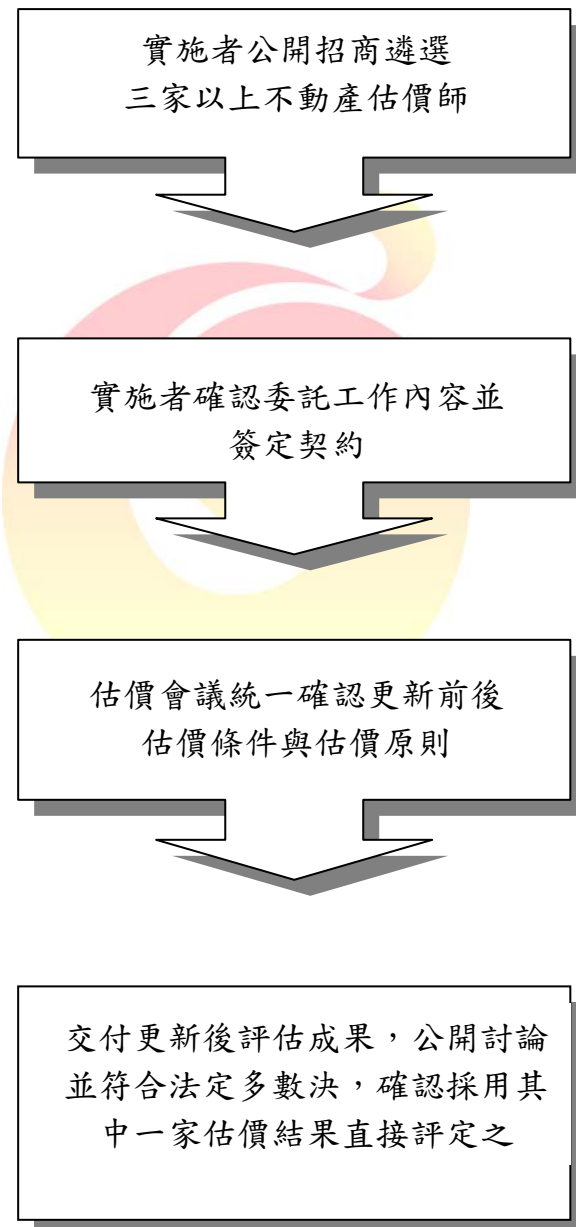 實施者公開招商遴選
三家以上不動產估價師
實施者確認委託工作內容並
簽定契約
估價會議統一確認更新前後
估價條件與估價原則
交付更新後評估成果，公開討論
並符合法定多數決，確認採用其
中一家估價結果直接評定之